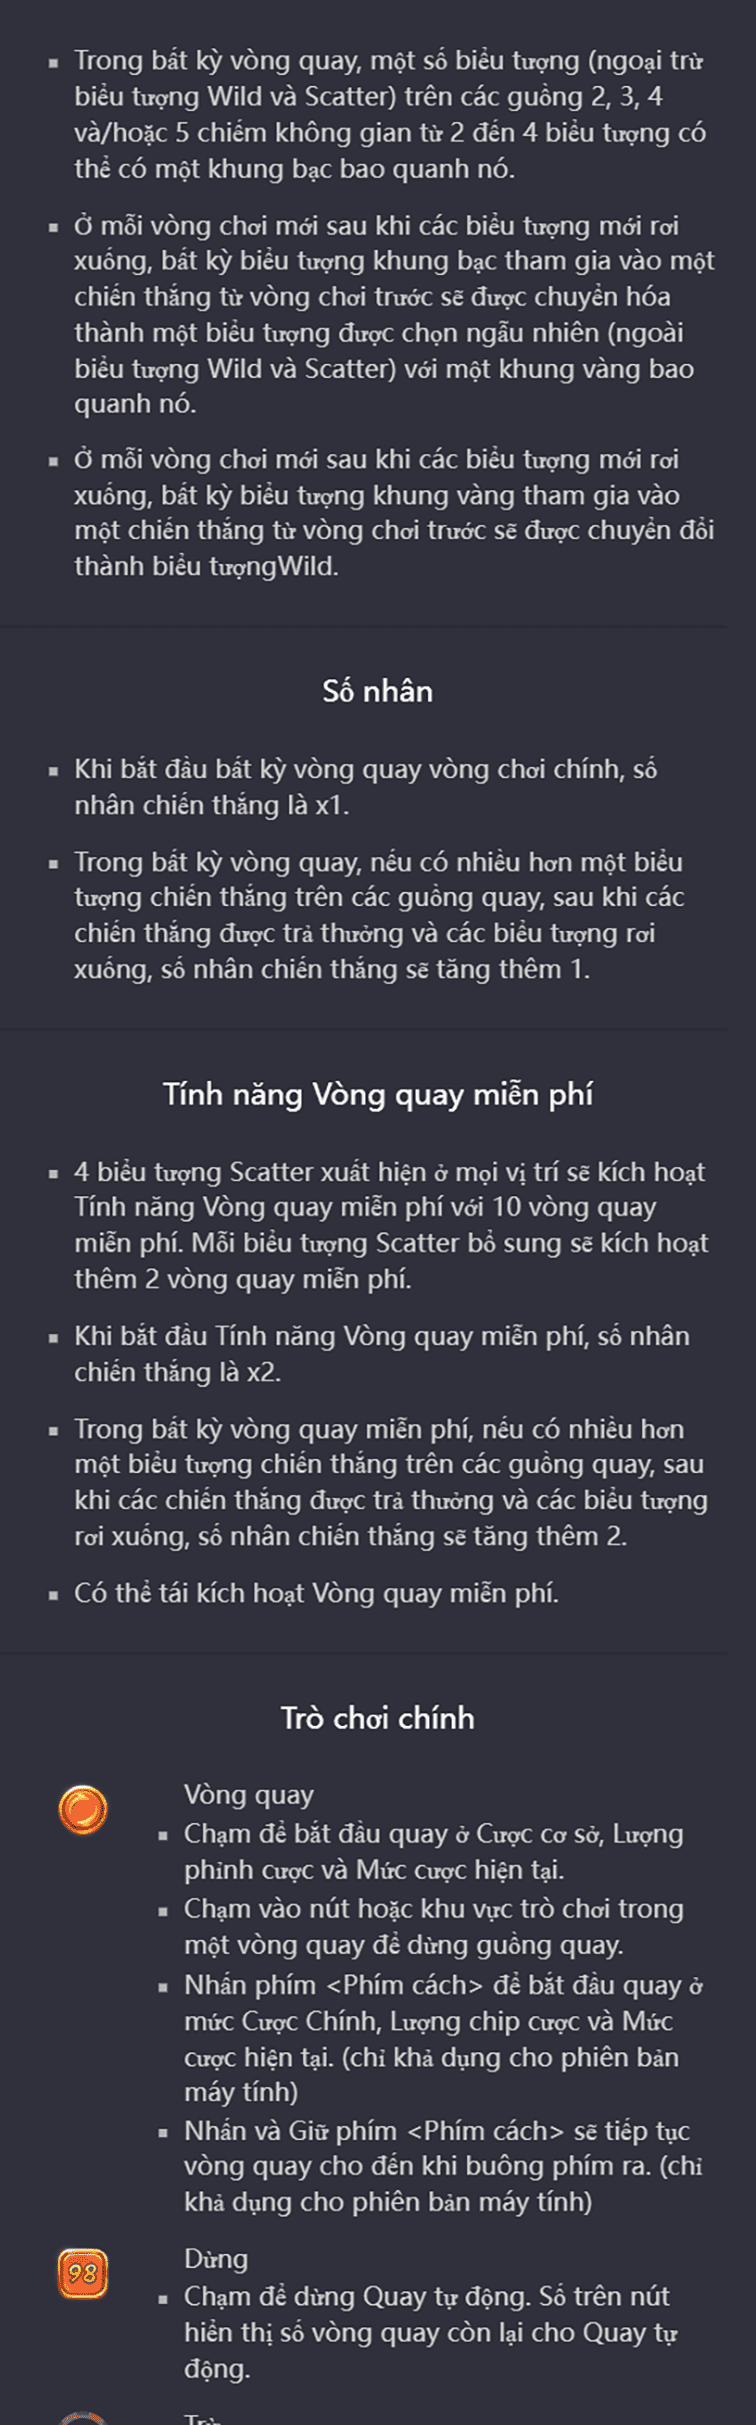 ▪ Trong bất kỳ vòng quay, một số biểu tượng (ngoại trừ
biểu tượng Wild và Scatter) trên các guồng 2, 3, 4
và/hoặc 5 chiếm không gian từ 2 đến 4 biểu tượng có
thể có một khung bạc bao quanh nó.
▪ Ở mỗi vòng chơi mới sau khi các biểu tượng mới rơi
xuống, bất kỳ biểu tượng khung bạc tham gia vào một
chiến thắng từ vòng chơi trước sẽ được chuyển hóa
thành một biểu tượng được chọn ngẫu nhiên (ngoài
biểu tượng Wild và Scatter) với một khung vàng bao
quanh nó.
▪ Ở mỗi vòng chơi mới sau khi các biểu tượng mới rơi
xuống, bất kỳ biểu tượng khung vàng tham gia vào
một chiến thắng từ vòng chơi trước sẽ được chuyển đổi
thành biểu tượngWild.
Số nhân
▪ Khi bắt đầu bất kỳ vòng quay vòng chơi chính, số
nhân chiến thắng là x1.
▪ Trong bất kỳ vòng quay, nếu có nhiều hơn một biểu
tượng chiến thắng trên các guồng quay, sau khi các
chiến thắng được trả thưởng và các biểu tượng rơi
xuống, số nhân chiến thắng sẽ tăng thêm 1.
Tính năng Vòng quay miễn phí
▪ 4 biểu tượng Scatter xuất hiện ở mọi vị trí sẽ kích hoạt
Tính năng Vòng quay miễn phí với 10 vòng quay
miễn phí. Mỗi biểu tượng Scatter bổ sung sẽ kích hoạt
thêm 2 vòng quay miễn phí.
▪ Khi bắt đầu Tính năng Vòng quay miễn phí, số nhân
chiến thắng là x2.
▪ Trong bất kỳ vòng quay miễn phí, nếu có nhiều hơn
một biểu tượng chiến thắng trên các guồng quay, sau
khi các chiến thắng được trả thưởng và các biểu tượng
rơi xuống, số nhân chiến thắng sẽ tăng thêm 2.
▪ Có thể tái kích hoạt Vòng quay miễn phí.
Trò chơi chính
Vòng quay
▪ Chạm để bắt đầu quay ở Cược cơ sở, Lượng
phỉnh cược và Mức cược hiện tại.
▪ Chạm vào nút hoặc khu vực trò chơi trong
một vòng quay để dừng guồng quay.
▪ Nhấn phím <Phím cách> để bắt đầu quay ở
mức Cược Chính, Lượng chip cược và Mức
cược hiện tại. (chỉ khả dụng cho phiên bản
máy tính)
▪ Nhấn và Giữ phím <Phím cách> sẽ tiếp tục
vòng quay cho đến khi buông phím ra. (chỉ
khả dụng cho phiên bản máy tính)
98 Dừng
▪ Chạm để dừng Quay tự động. Số trên nút
hiển thị số vòng quay còn lại cho Quay tự
động.